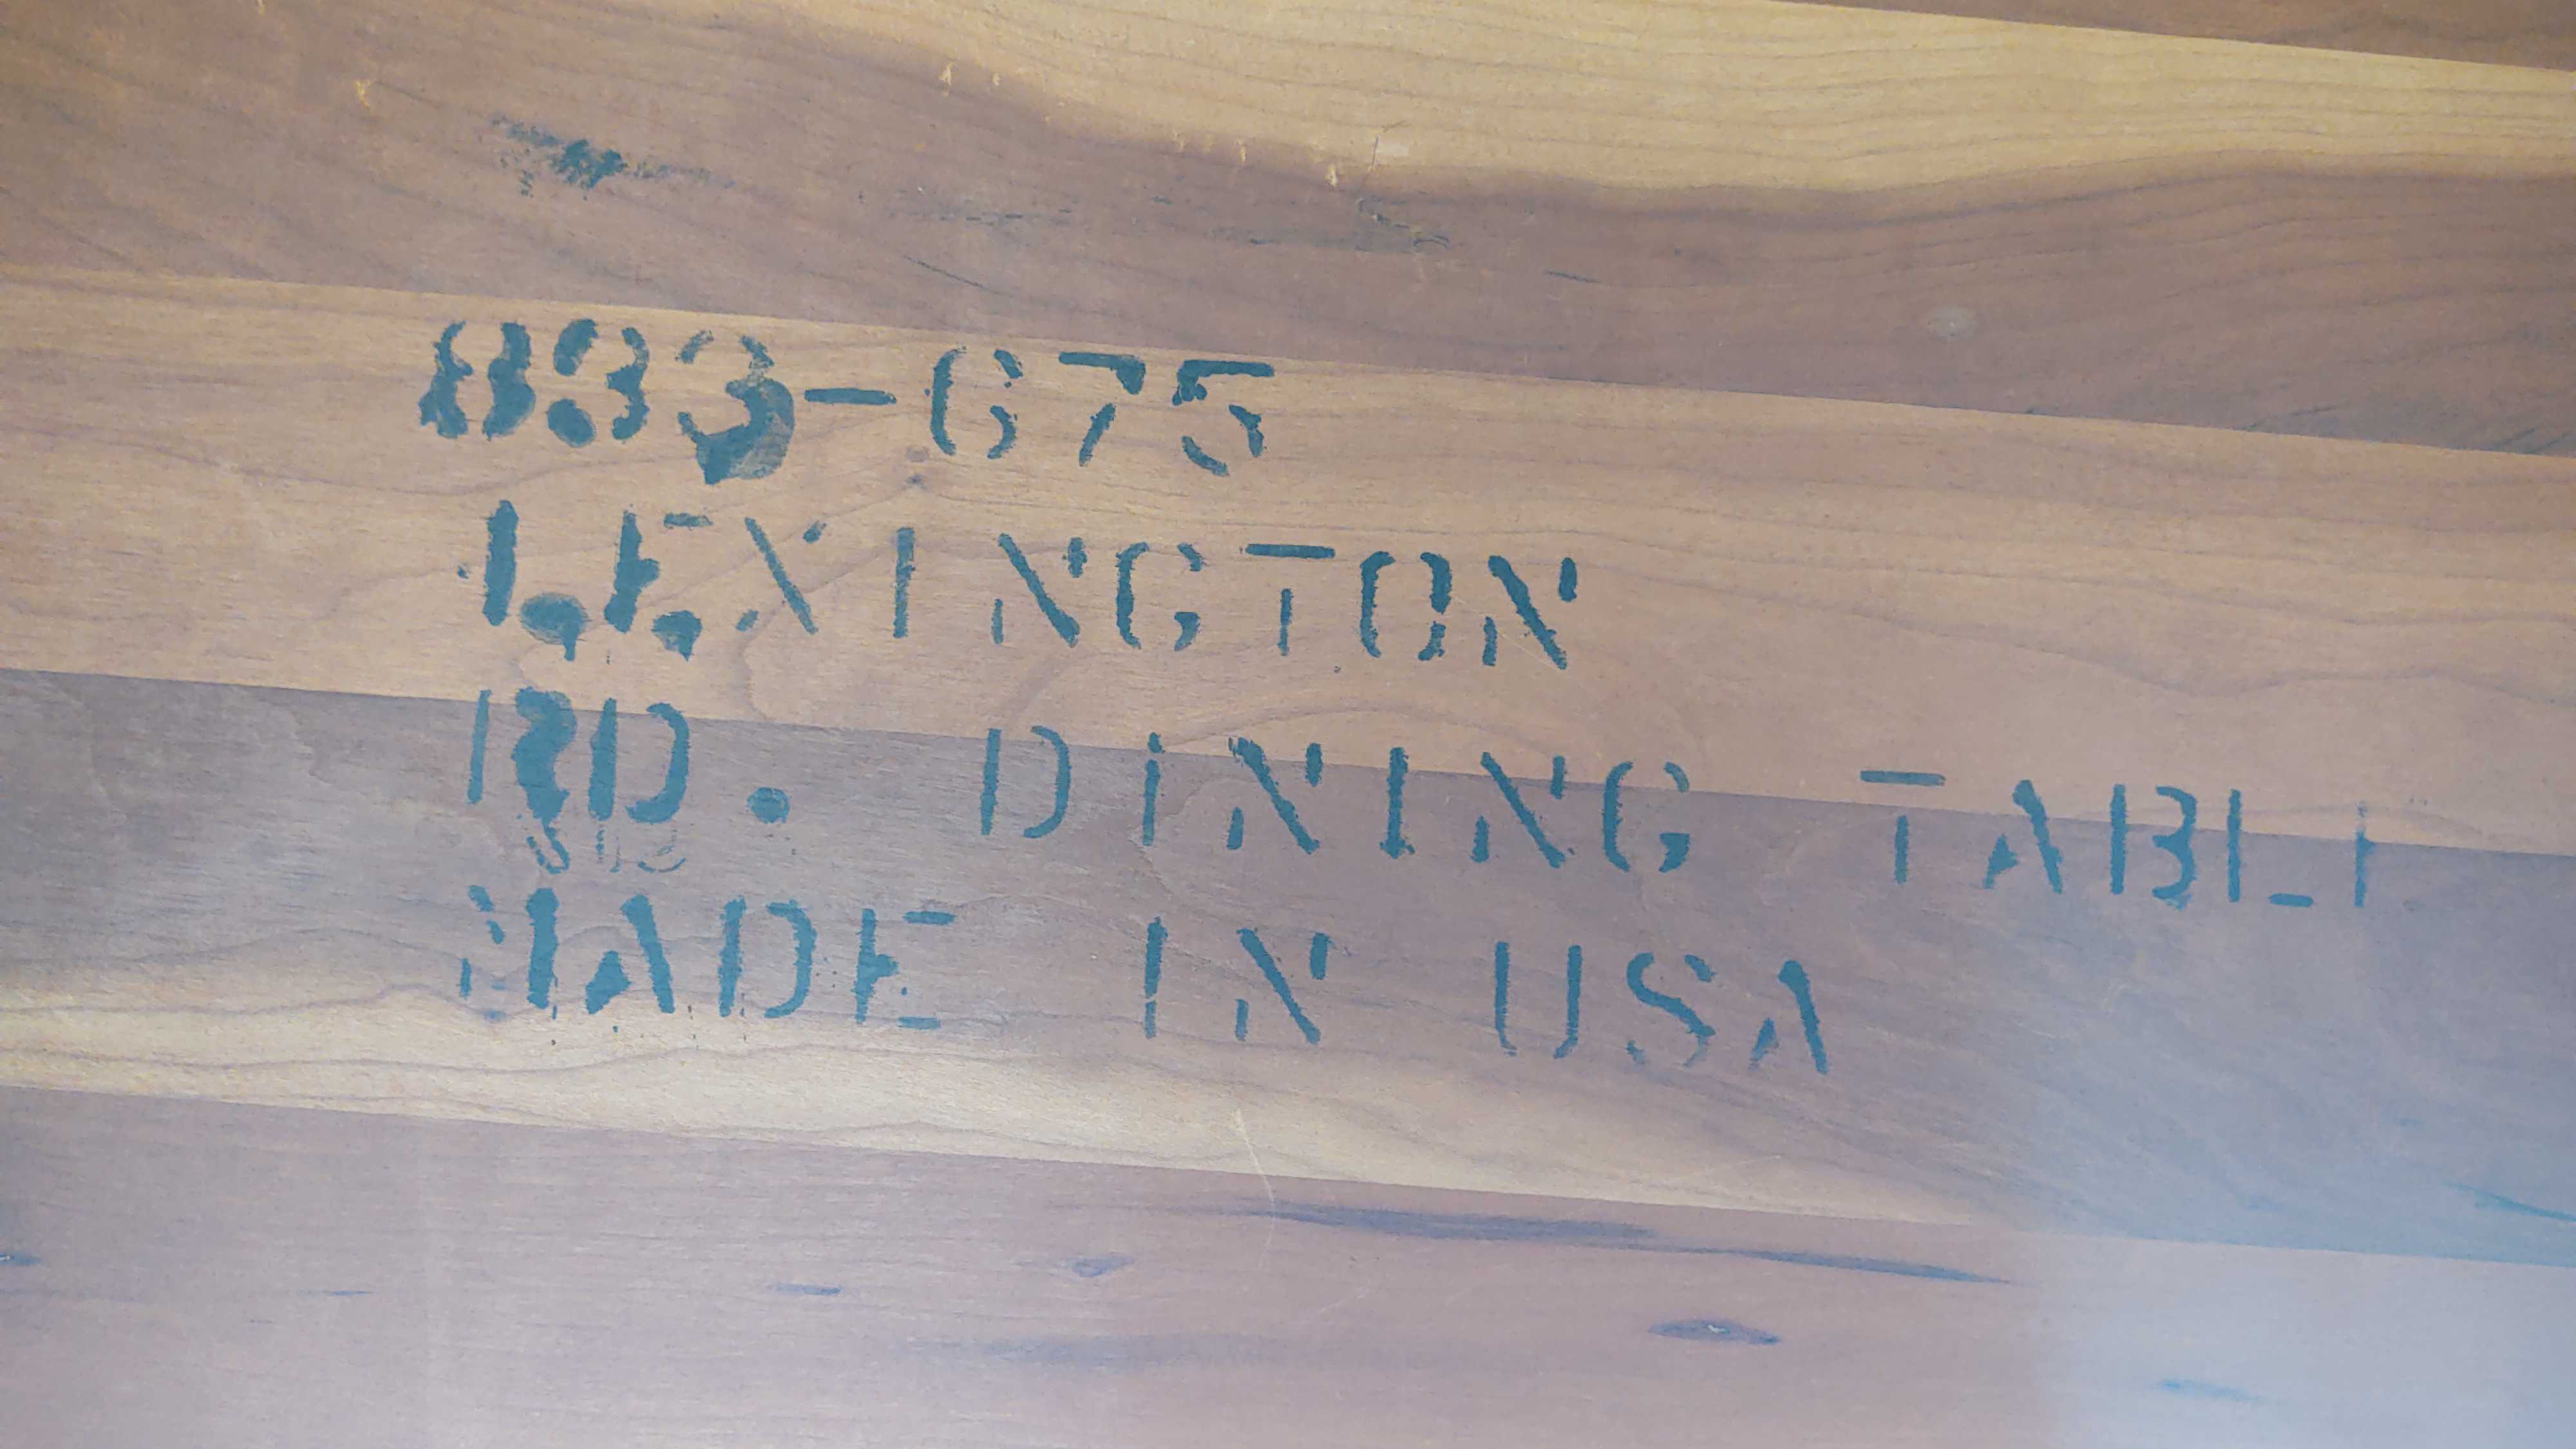 833-675
LEXINGTON
RD. DINING TABLE
MADE IN USA